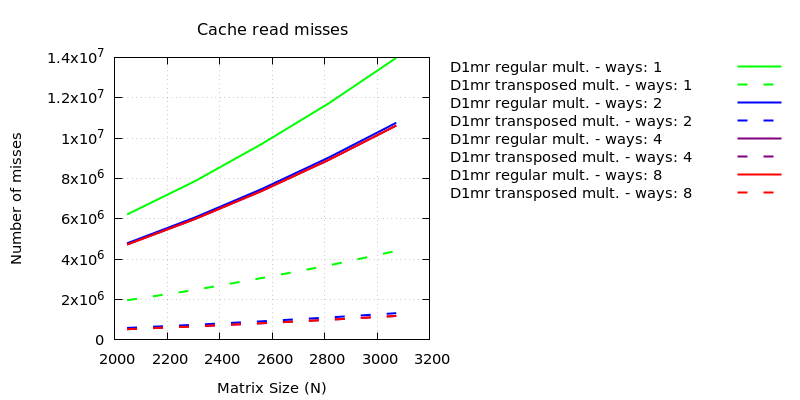 Cache read misses
Number of misses
1.4x10^7
1.2x10^7
1x10^7
8x10^6
6x10^6
4x10^6
2x10^6
0
2000 2200 2400 2600 2800 3000 3200
Matrix Size (N)
D1mr regular mult. - ways: 1
D1mr transposed mult. - ways: 1
D1mr regular mult. - ways: 2
D1mr transposed mult. - ways: 2
D1mr regular mult. - ways: 4
D1mr transposed mult. - ways: 4
D1mr regular mult. - ways: 8
D1mr transposed mult. - ways: 8